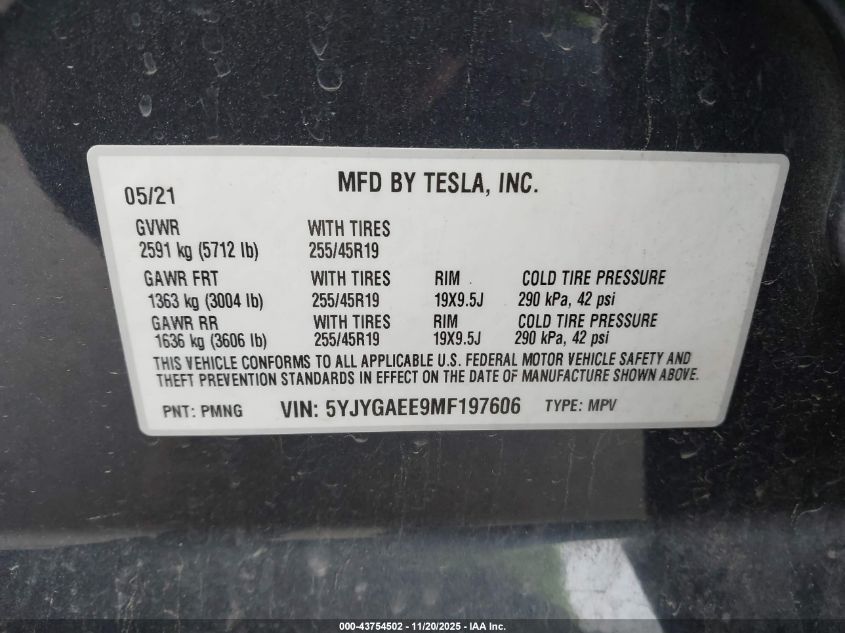 05/21 MFD BY TESLA, INC.
GVWR WITH TIRES
2591 kg (5712 lb) 255/45R19
GAWR FRT WITH TIRES RIM COLD TIRE PRESSURE
1363 kg (3004 lb) 255/45R19 19X9.5J 290 kPa, 42 psi
GAWR RR WITH TIRES RIM COLD TIRE PRESSURE
1636 kg (3606 lb) 255/45R19 19X9.5J 290 kPa, 42 psi
THIS VEHICLE CONFORMS TO ALL APPLICABLE U.S. FEDERAL MOTOR VEHICLE SAFETY AND
THEFT PREVENTION STANDARDS IN EFFECT ON THE DATE OF MANUFACTURE SHOWN ABOVE.
PNT: PMNG VIN: 5YJYGAEE9MF197606 TYPE: MPV
000-43754502 - 11/20/2025 - IAA Inc.